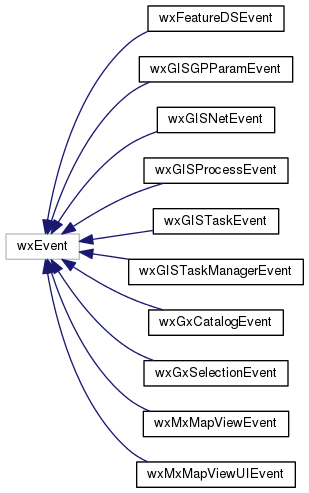 wxFeatureDSEvent
wxGISGPParamEvent
wxGISNetEvent
wxGISProcessEvent
wxGISTaskEvent
wxEvent
wxGISTaskManagerEvent
wxGxCatalogEvent
wxGxSelectionEvent
wxMxMapViewEvent
wxMxMapViewUIEvent